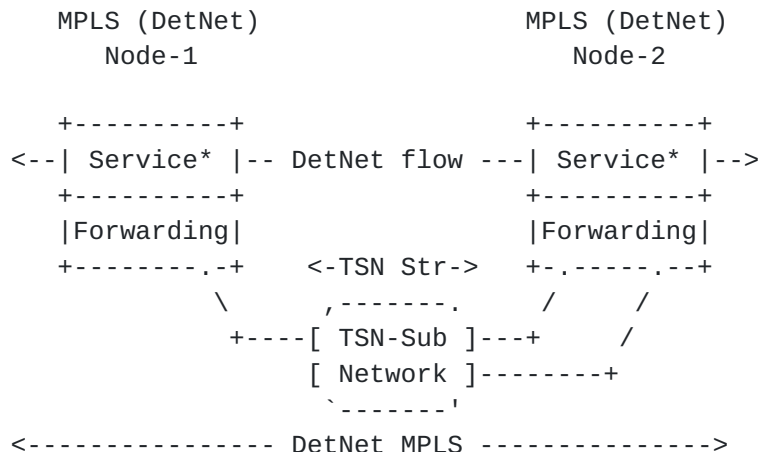 MPLS (DetNet)                 MPLS (DetNet)
   Node-1                        Node-2

   +----------+                  +----------+
<--| Service* |-- DetNet flow ---| Service* |-->
   +----------+                  +----------+
   |Forwarding|                  |Forwarding|
   +--------.-+    <-TSN Str->   +-.-----.--+
             \      ,-------.     /     /
              +----[ TSN-Sub ]---+     /
                   [ Network ]--------+
                    `-------'
<---------------- DetNet MPLS --------------->